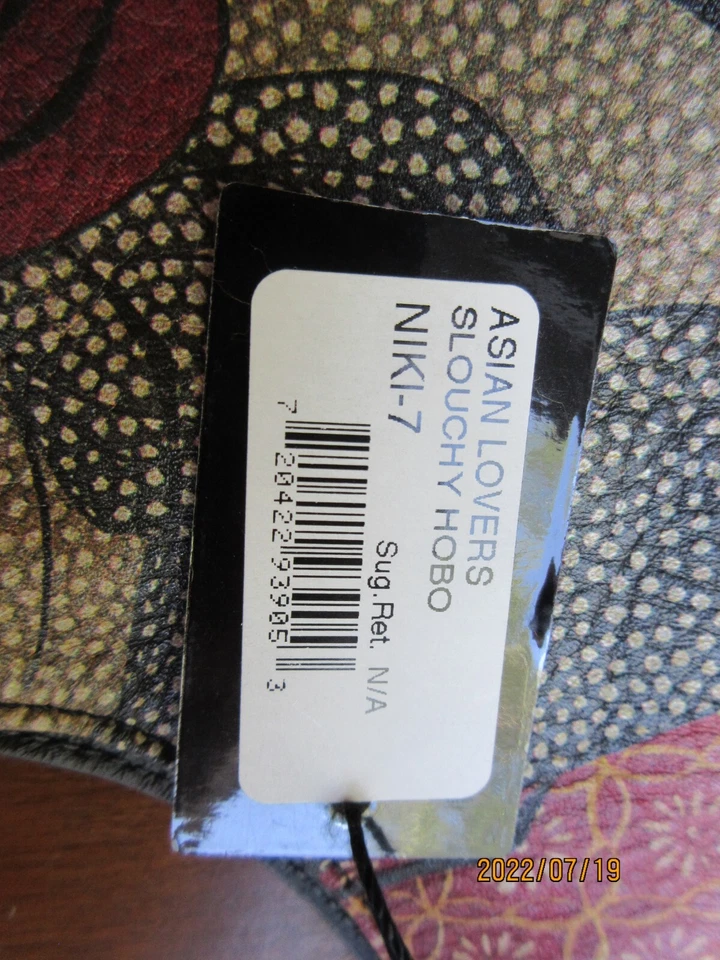 ASIAN LOVERS
SLOUCHY HOBO
NIKI-7
Sug.Ret. N/A
7 20422 93905 3
2022/07/19